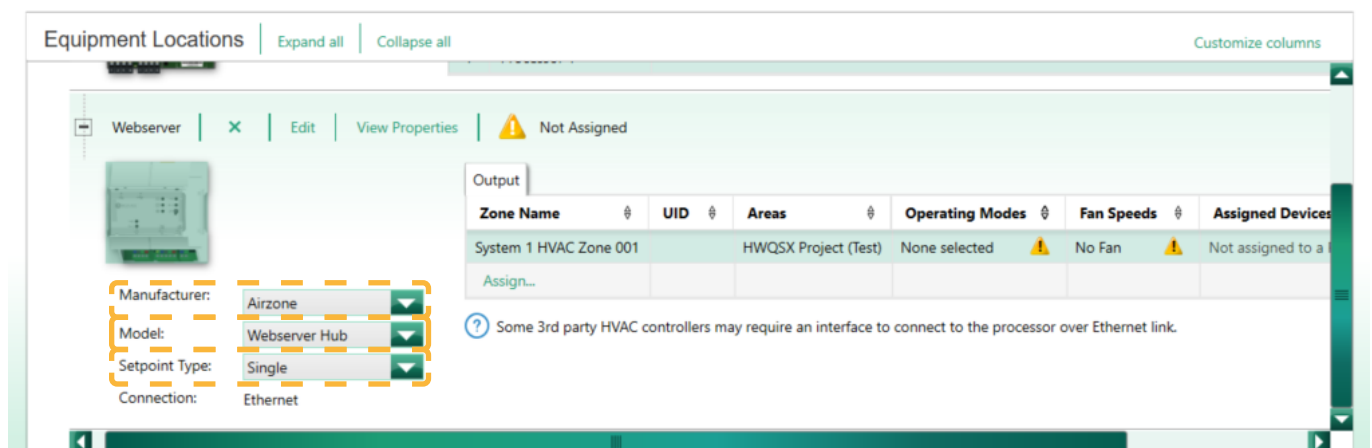 Equipment Locations Expand all Collapse all Customize columns
Webserver × Edit View Properties Not Assigned
Output
Zone Name UID Areas Operating Modes Fan Speeds Assigned Devices
System 1 HVAC Zone 001 HWQSX Project (Test) None selected No Fan Not assigned to a
Assign...
Manufacturer: Airzone
? Some 3rd party HVAC controllers may require an interface to connect to the processor over Ethernet link.
Model: Webserver Hub
Setpoint Type: Single
Connection: Ethernet